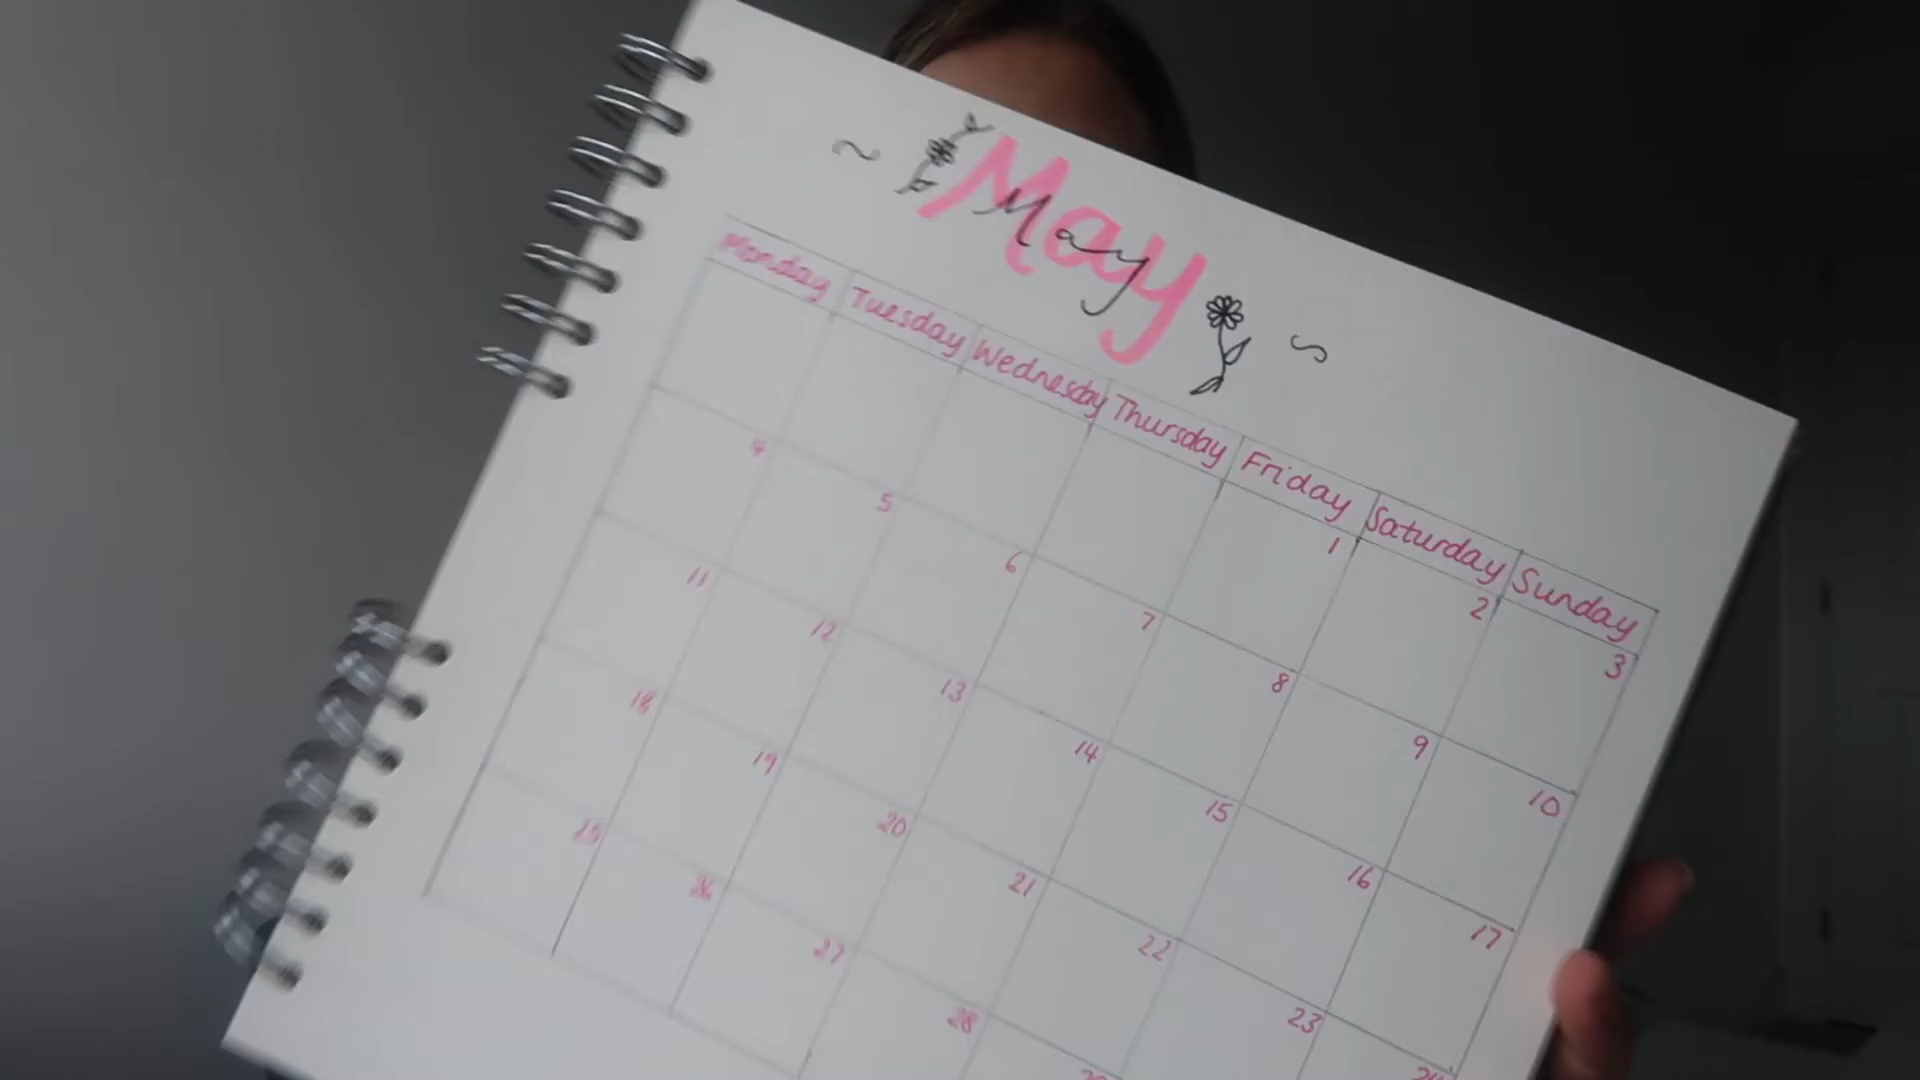 ~ May ~
May
Monday Tuesday Wednesday Thursday Friday Saturday Sunday
1 2 3
4 5 6 7 8 9 10
11 12 13 14 15 16 17
18 19 20 21 22 23 24
25 26 27 28